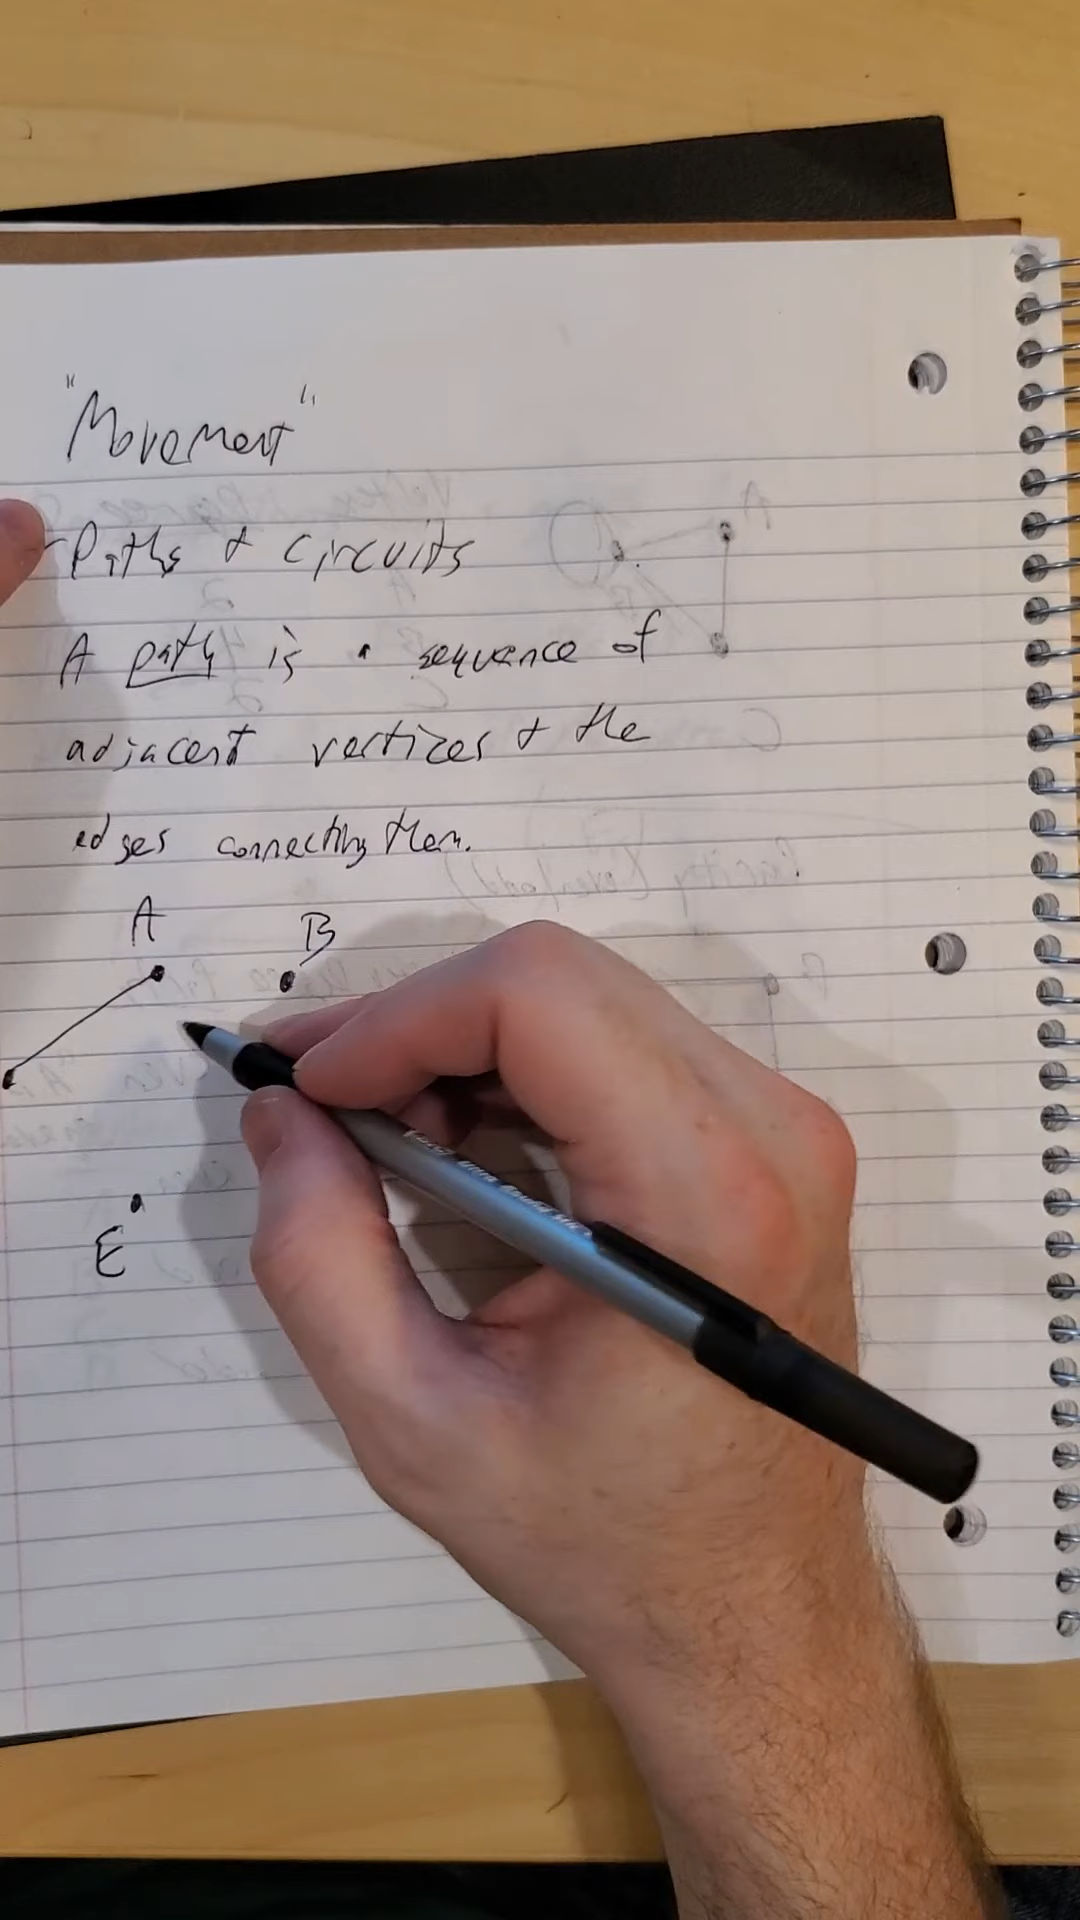 "Movement"
Paths & circuits
A path is a sequence of
adjacent vertices & the
edges connecting them.
A B
E